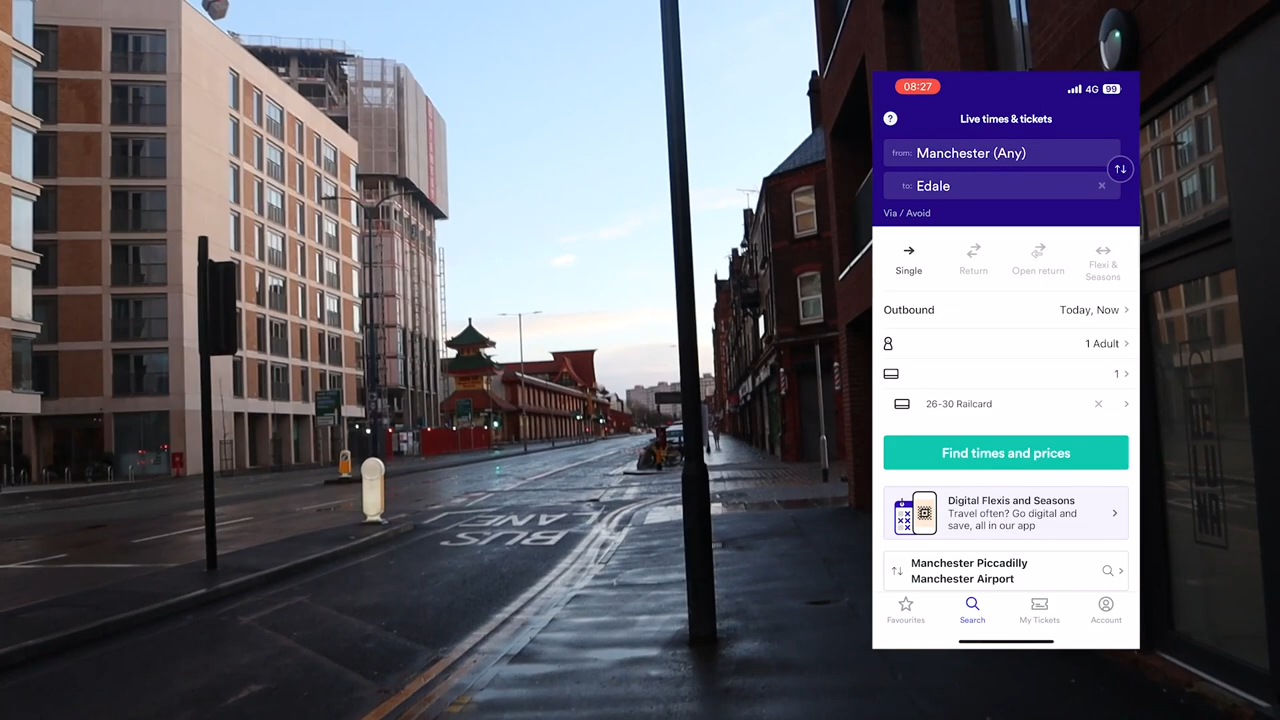 08:27
4G 99
?
Live times & tickets
from: Manchester (Any)
to: Edale
Via / Avoid
Single
Return
Open return
Flexi &
Seasons
Outbound
Today, Now
1 Adult
1
26-30 Railcard
Find times and prices
Digital Flexis and Seasons
Travel often? Go digital and
save, all in our app
Manchester Piccadilly
Manchester Airport
Favourites
Search
My Tickets
Account
BUS
LANE